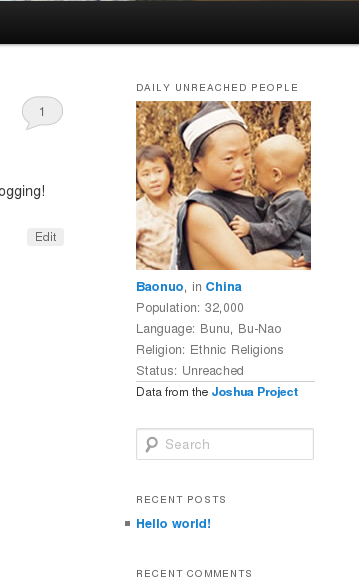 1
ogging!
Edit
DAILY UNREACHED PEOPLE
Baonuo, in China
Population: 32,000
Language: Bunu, Bu-Nao
Religion: Ethnic Religions
Status: Unreached
Data from the Joshua Project
Search
RECENT POSTS
Hello world!
RECENT COMMENTS